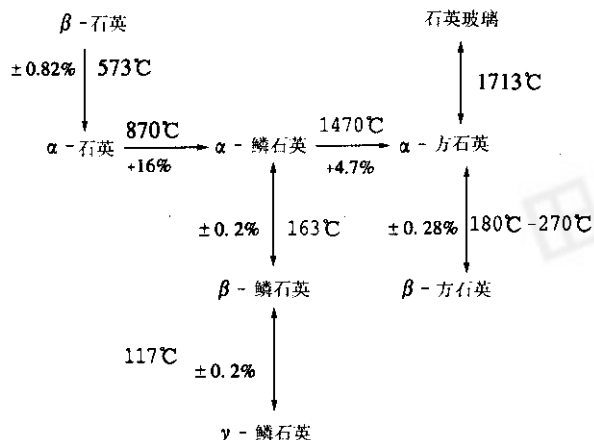 β-石英
石英玻璃
±0.82% 573℃
1713℃
α-石英 870℃ α-鳞石英 1470℃ α-方石英
+16% +4.7%
±0.2% 163℃ ±0.28% 180℃-270℃
β-鳞石英 β-方石英
117℃ ±0.2%
γ-鳞石英